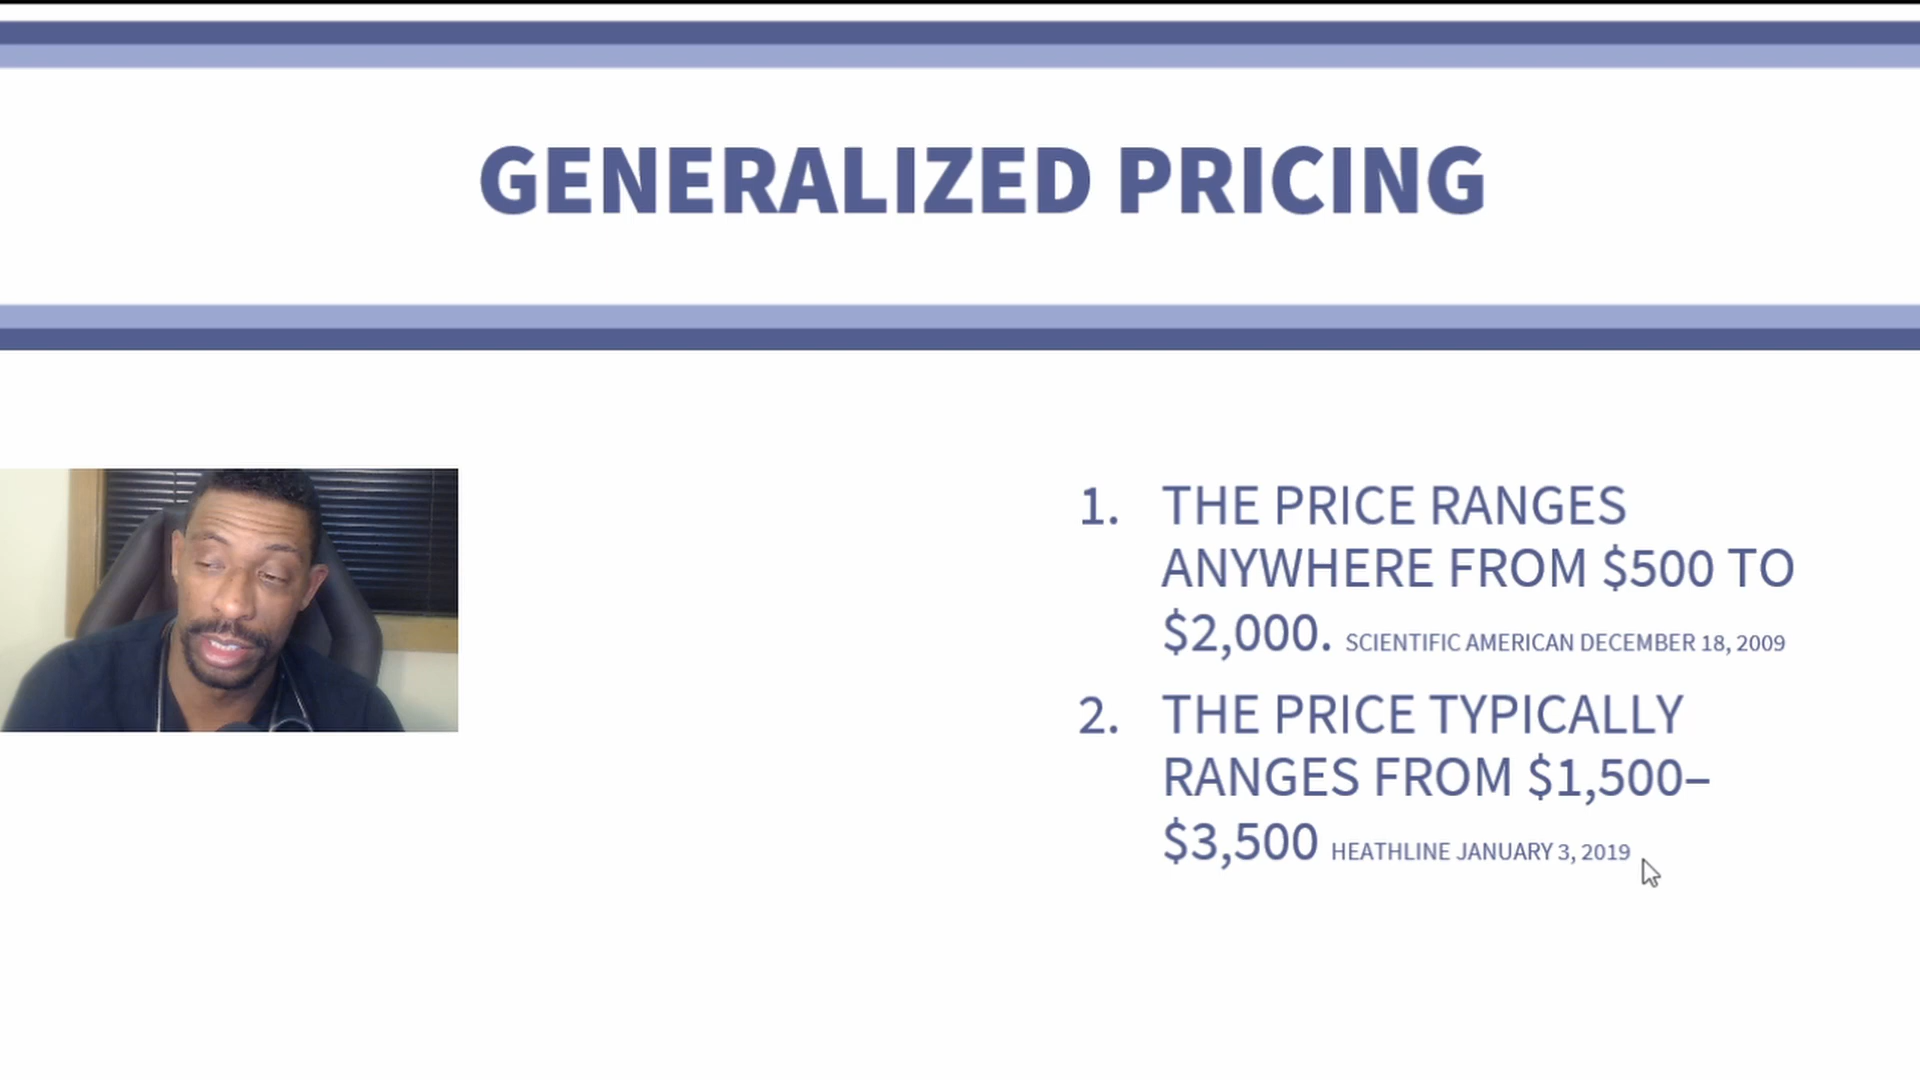 GENERALIZED PRICING
1. THE PRICE RANGES
ANYWHERE FROM $500 TO
$2,000. SCIENTIFIC AMERICAN DECEMBER 18, 2009
2. THE PRICE TYPICALLY
RANGES FROM $1,500–
$3,500 HEATHLINE JANUARY 3, 2019